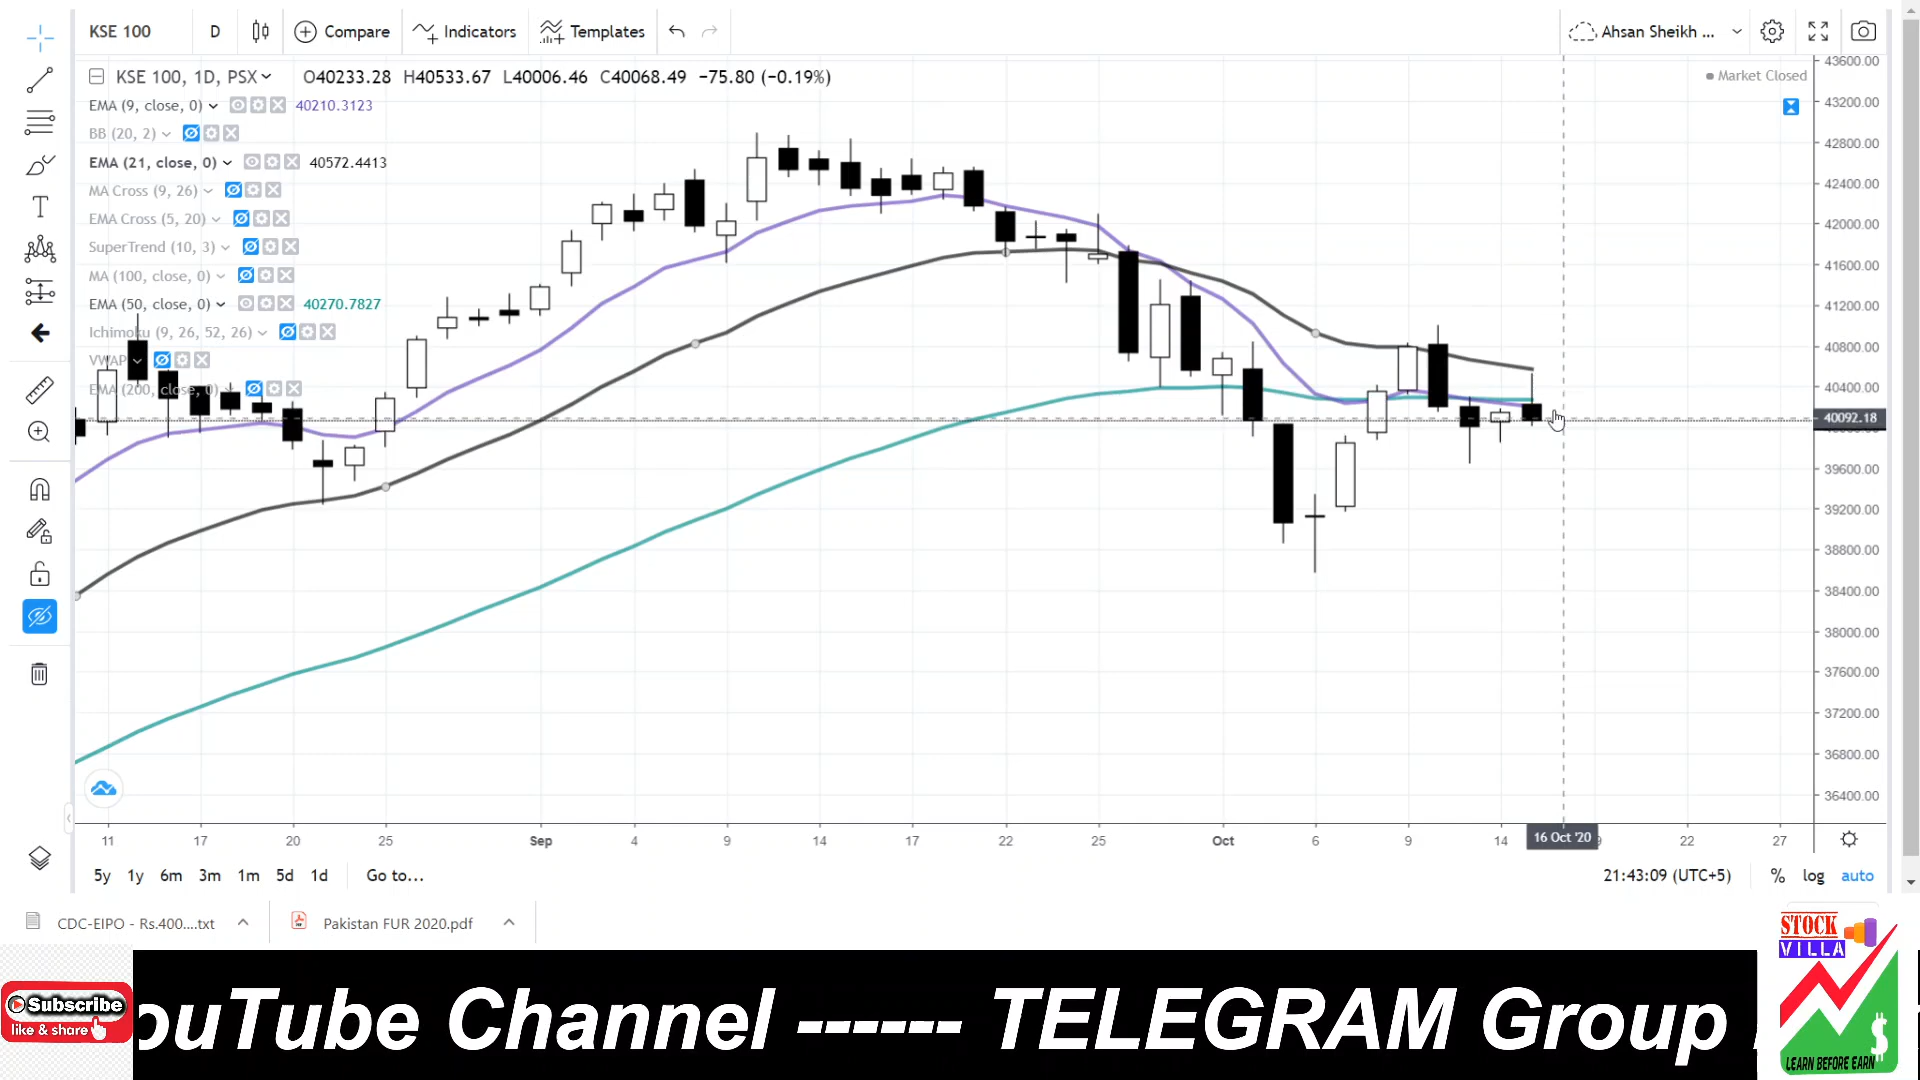 KSE 100 D Compare Indicators Templates Ahsan Sheikh ...
KSE 100, 1D, PSX O40233.28 H40533.67 L40006.46 C40068.49 −75.80 (−0.19%)
Market Closed
EMA (9, close, 0) 40210.3123
BB (20, 2)
EMA (21, close, 0) 40572.4413
MA Cross (9, 26)
EMA Cross (5, 20)
SuperTrend (10, 3)
MA (100, close, 0)
EMA (50, close, 0) 40270.7827
Ichimoku (9, 26, 52, 26)
VWAP
EMA (200, close, 0)
43600.00
43200.00
42800.00
42400.00
42000.00
41600.00
41200.00
40800.00
40400.00
40092.18
39600.00
39200.00
38800.00
38400.00
38000.00
37600.00
37200.00
36800.00
36400.00
11 17 20 25 Sep 4 9 14 17 22 25 Oct 6 9 14 16 Oct '20 22 27
5y 1y 6m 3m 1m 5d 1d Go to... 21:43:09 (UTC+5) % log auto
CDC-EIPO - Rs.400....txt Pakistan FUR 2020.pdf
STOCK
VILLA
Subscribe
like & share
ouTube Channel ------ TELEGRAM Group
$
LEARN BEFORE EARN